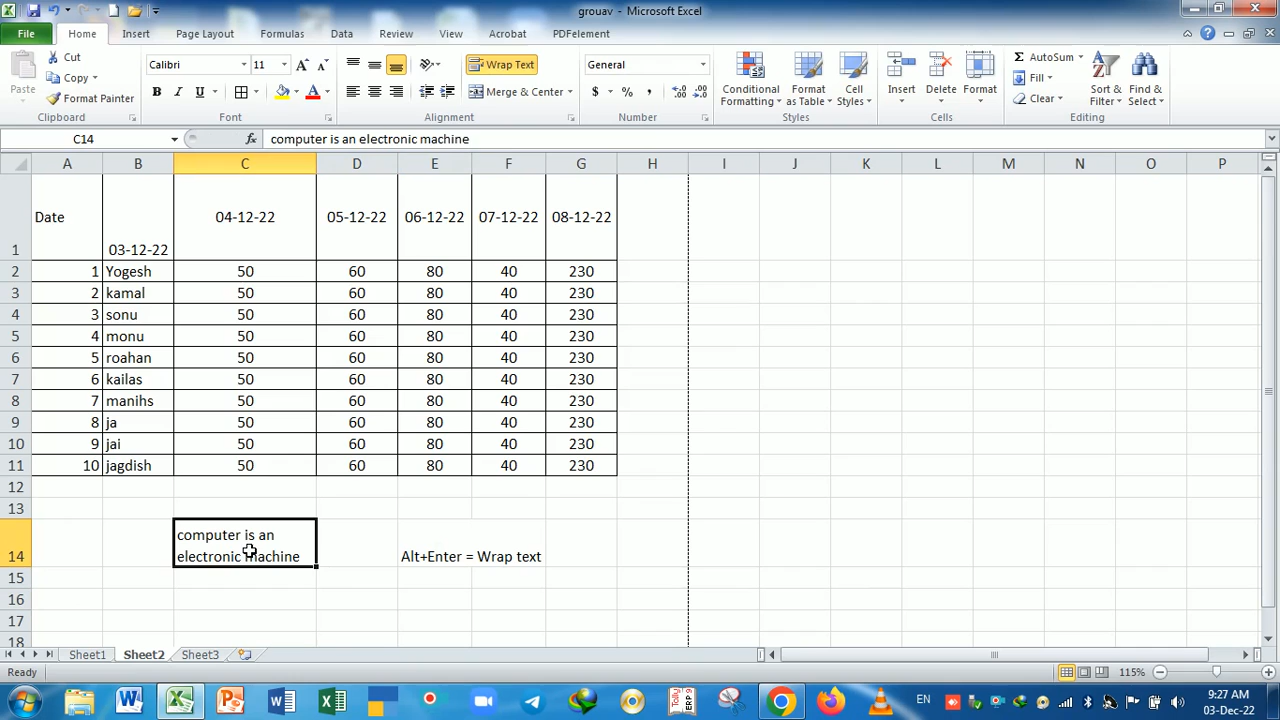 grouav - Microsoft Excel
File Home Insert Page Layout Formulas Data Review View Acrobat PDFelement
Paste
Cut
Copy
Format Painter
Clipboard
Calibri 11
B I U
Font
Wrap Text
Merge & Center
Alignment
General
$ % ,
Number
Conditional Formatting
Format as Table
Cell Styles
Styles
Insert Delete Format
Cells
AutoSum
Fill
Clear
Sort & Filter
Find & Select
Editing
C14 fx computer is an electronic machine
A B C D E F G H I J K L M N O P
1 Date 03-12-22 04-12-22 05-12-22 06-12-22 07-12-22 08-12-22
2 1 Yogesh 50 60 80 40 230
3 2 kamal 50 60 80 40 230
4 3 sonu 50 60 80 40 230
5 4 monu 50 60 80 40 230
6 5 roahan 50 60 80 40 230
7 6 kailas 50 60 80 40 230
8 7 manihs 50 60 80 40 230
9 8 ja 50 60 80 40 230
10 9 jai 50 60 80 40 230
11 10 jagdish 50 60 80 40 230
12
13
14 computer is an
electronic machine Alt+Enter = Wrap text
15
16
17
18
Sheet1 Sheet2 Sheet3
Ready 115%
EN 9:27 AM
03-Dec-22